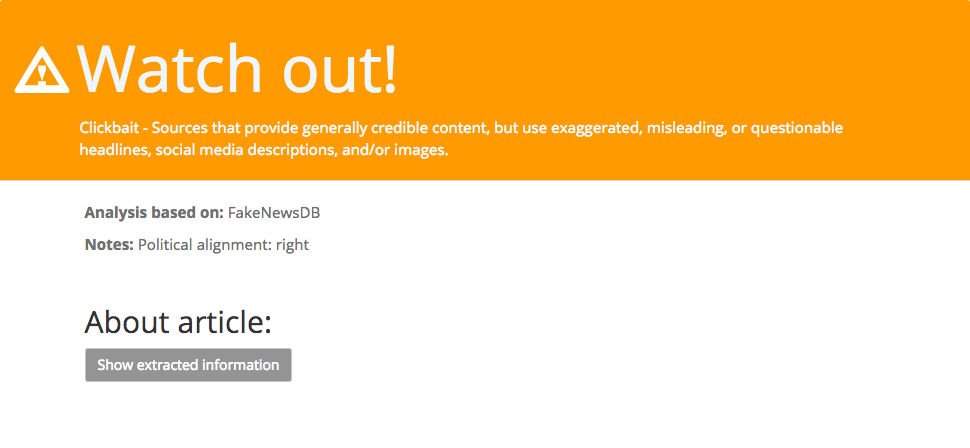 Watch out!
Clickbait - Sources that provide generally credible content, but use exaggerated, misleading, or questionable
headlines, social media descriptions, and/or images.
Analysis based on: FakeNewsDB
Notes: Political alignment: right
About article:
Show extracted information